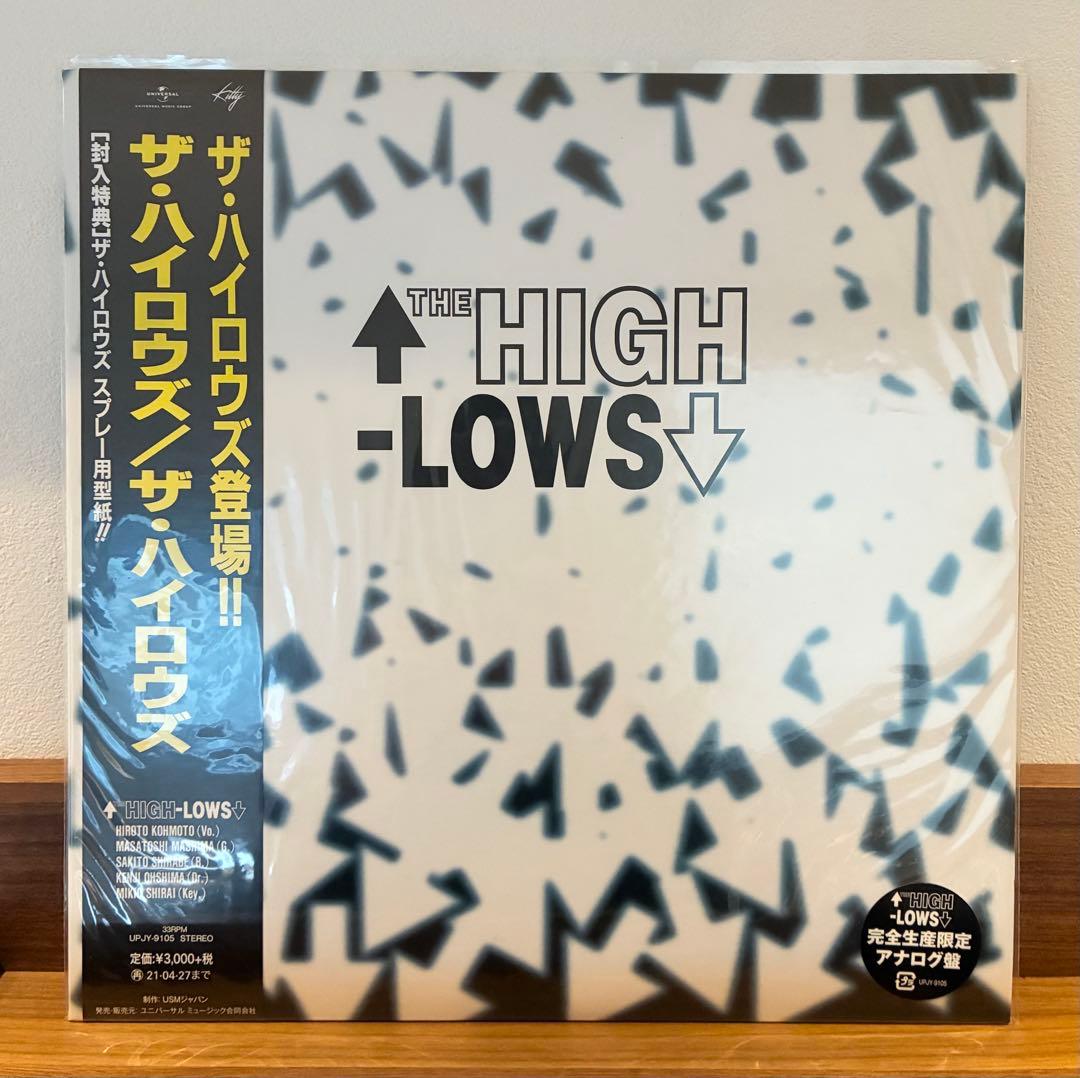 UNIVERSAL
UNIVERSAL MUSIC GROUP
Kitty
ザ・ハイロウズ登場!!
ザ・ハイロウズ/ザ・ハイロウズ
[封入特典]ザ・ハイロウズ スプレー用型紙!!
↑THE HIGH-LOWS↓
HIROTO KOHMOTO (Vo.)
MASATOSHI MASHIMA (G.)
SAKITO SHIRABE (B.)
KENJI OHSHIMA (Dr.)
MIKIO SHIRAI (Key.)
33RPM
UPJY-9105 STEREO
定価:¥3,000+税
再 21・04・27まで
制作: USMジャパン
発売・販売元: ユニバーサル ミュージック合同会社
↑THE HIGH
-LOWS↓
↑THE HIGH
-LOWS↓
完全生産限定
アナログ盤
UPJY-9105